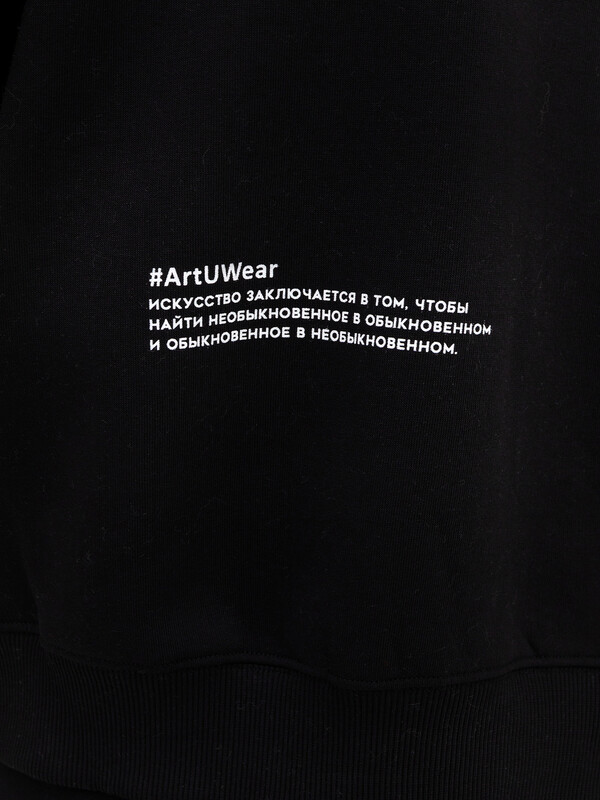 #ArtUWear
ИСКУССТВО ЗАКЛЮЧАЕТСЯ В ТОМ, ЧТОБЫ
НАЙТИ НЕОБЫКНОВЕННОЕ В ОБЫКНОВЕННОМ
И ОБЫКНОВЕННОЕ В НЕОБЫКНОВЕННОМ.